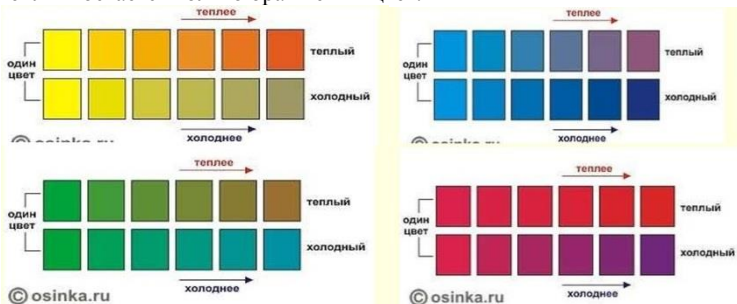 теплее
один
цвет
теплый
холодный
холоднее
теплее
один
цвет
теплый
холодный
холоднее
теплее
один
цвет
теплый
холодный
холоднее
© osinka.ru
теплее
один
цвет
теплый
холодный
холоднее
© osinka.ru